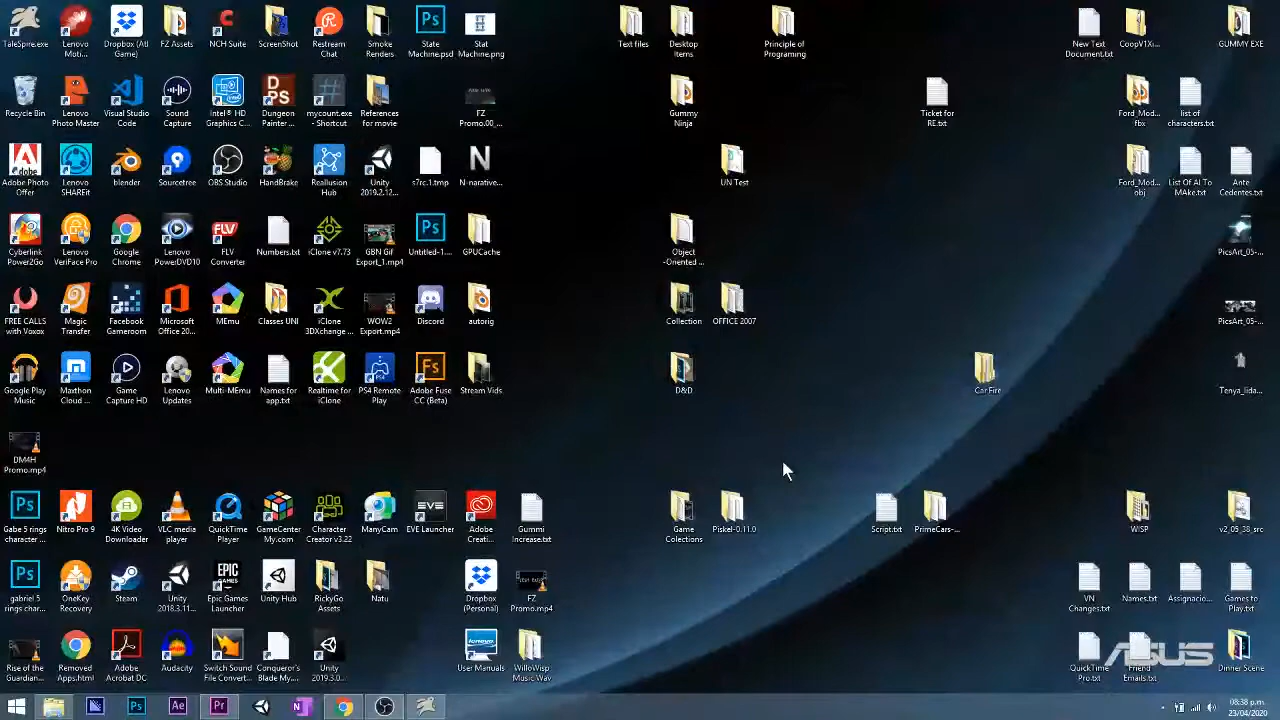 TaleSpire.exe
Lenovo
Moti...
Dropbox (Atl
Game)
FZ Assets
NCH Suite
ScreenShot
Restream
Chat
Smoke
Renders
State
Machine.psd
Stat
Machine.png
Text files
Desktop
Items
Principle of
Programing
New Text
Document.txt
CoopV1Xi...
GUMMY EXE
Recycle Bin
Lenovo
Photo Master
Visual Studio
Code
Sound
Capture
Intel® HD
Graphics C...
Dungeon
Painter ...
mycount.exe
- Shortcut
References
for movie
FZ
Promo.00_...
Gummy
Ninja
Ticket for
RE.txt
Ford_Mod...
fbx
list of
characters.txt
Adobe Photo
Offer
Lenovo
SHAREit
blender
Sourcetree
OBS Studio
HandBrake
Reallusion
Hub
Unity
2019.2.12...
s7rc.1.tmp
N-narative...
UN Test
Ford_Mod...
obj
List Of AI To
MAke.txt
Ante
Cedentes.txt
Cyberlink
Power2Go
Lenovo
VeriFace Pro
Google
Chrome
Lenovo
PowerDVD10
FLV
Converter
Numbers.txt
iClone v7.73
GBN Gif
Export_1.mp4
Untitled-1....
GPUCache
Object
-Oriented ...
PicsArt_05-...
FREE CALLS
with Voxox
Magic
Transfer
Facebook
Gameroom
Microsoft
Office 20...
MEmu
Classes UNI
iClone
3DXchange ...
WOW2
Export.mp4
Discord
autorig
Collection
OFFICE 2007
PicsArt_05-...
Google Play
Music
Maxthon
Cloud ...
Game
Capture HD
Lenovo
Updates
Multi-MEmu
Names for
app.txt
Realtime for
iClone
PS4 Remote
Play
Adobe Fuse
CC (Beta)
Stream Vids
D&D
Car Fire
Tenya_Iida...
DM4H
Promo.mp4
Gabe 5 rings
character ...
Nitro Pro 9
4K Video
Downloader
VLC media
player
QuickTime
Player
GameCenter
My.com
Character
Creator v3.22
ManyCam
EVE Launcher
Adobe
Creati...
Gummi
Increase.txt
Game
Colections
Piskel-0.11.0
Script.txt
PrimeCars-...
WISP
v2_05_38_src
gabriel 5
rings char...
OneKey
Recovery
Steam
Unity
2018.3.11...
Epic Games
Launcher
Unity Hub
RickyGo
Assets
Natu
Dropbox
(Personal)
FZ
Promo.mp4
VN
Changes.txt
Names.txt
Assignacio...
Games to
Play.txt
Rise of the
Guardian...
Removed
Apps.html
Adobe
Acrobat DC
Audacity
Switch Sound
File Convert...
Conqueror's
Blade My....
Unity
2019.3.0...
User Manuals
WilloWisp
Music Wav
QuickTime
Pro.txt
Friend
Emails.txt
Dinner Scene
ASUS
08:38 p.m.
23/04/2020